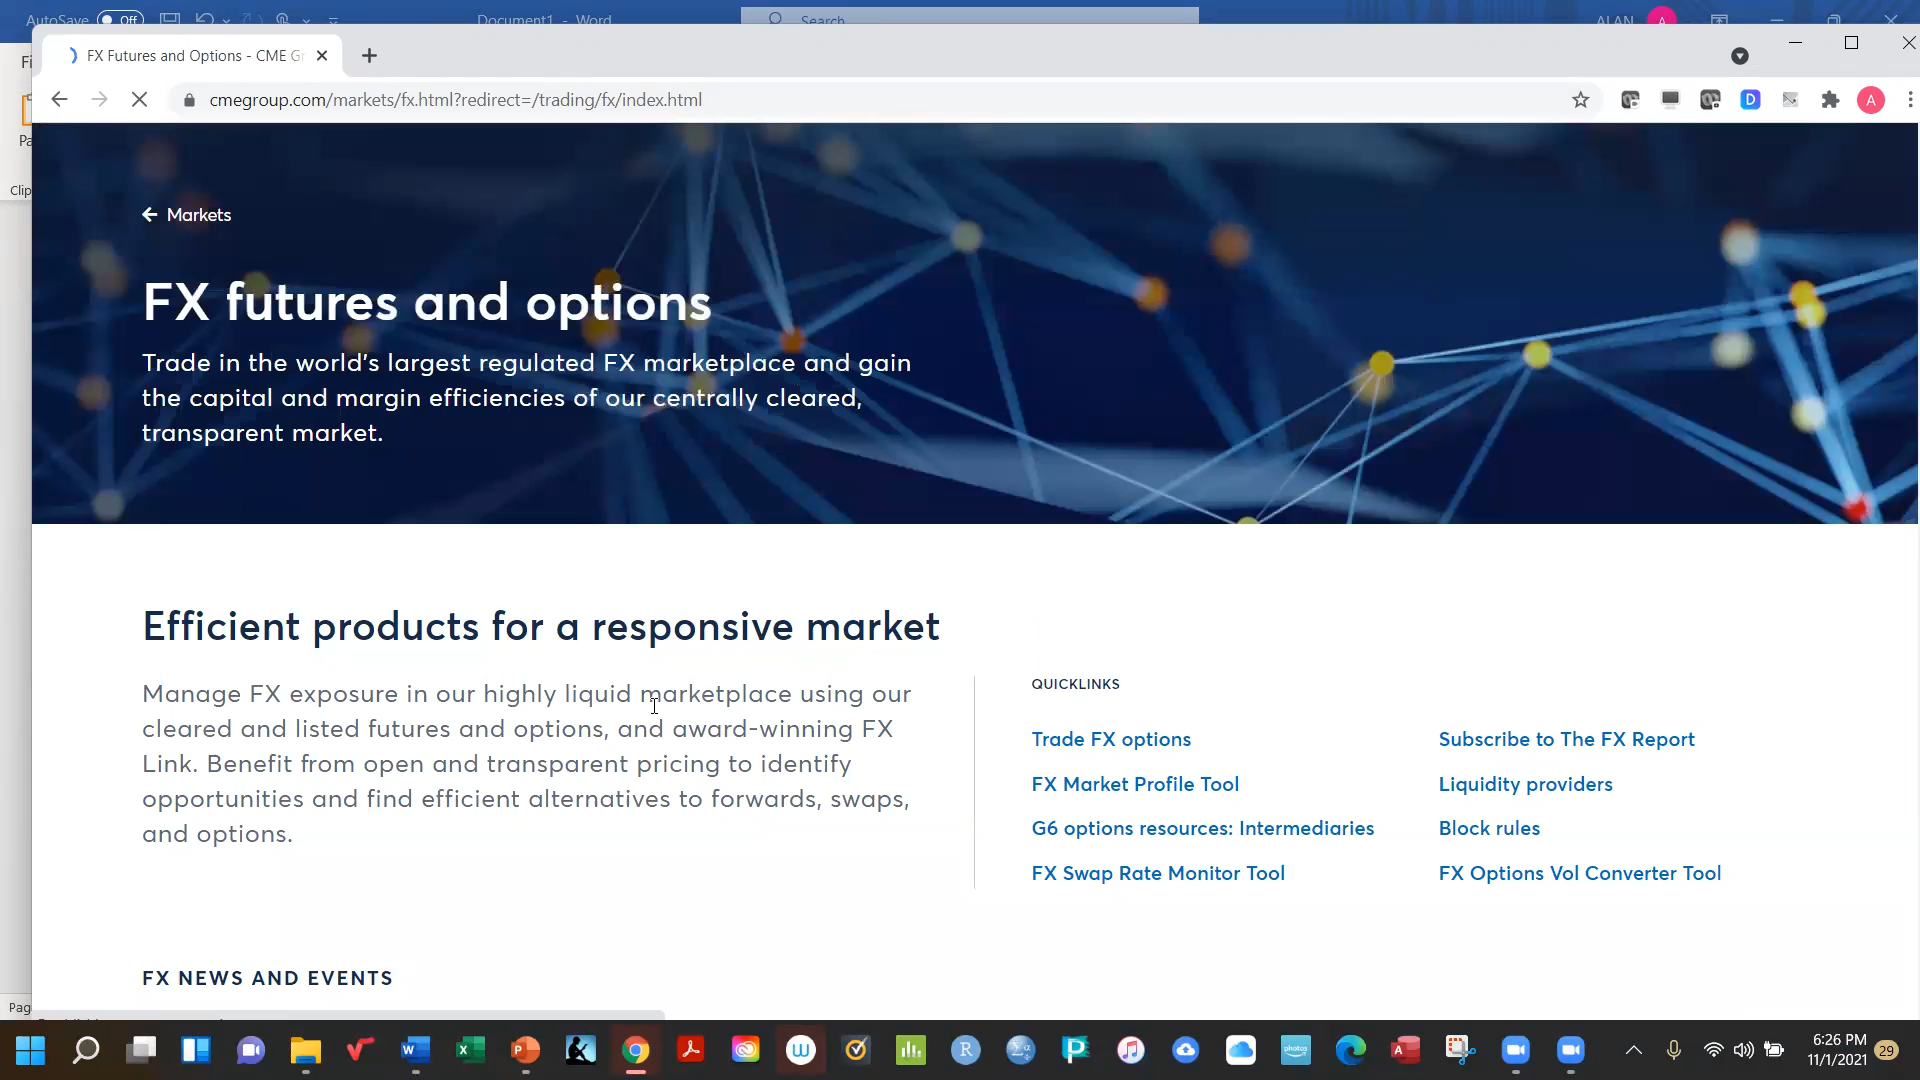 AutoSave Off Document1 - Word Search ALAN A
FX Futures and Options - CME Gr
cmegroup.com/markets/fx.html?redirect=/trading/fx/index.html
D A
Fi
Pa
Clip
Markets
FX futures and options
Trade in the world's largest regulated FX marketplace and gain
the capital and margin efficiencies of our centrally cleared,
transparent market.
Efficient products for a responsive market
Manage FX exposure in our highly liquid marketplace using our
cleared and listed futures and options, and award-winning FX
Link. Benefit from open and transparent pricing to identify
opportunities and find efficient alternatives to forwards, swaps,
and options.
QUICKLINKS
Trade FX options
FX Market Profile Tool
G6 options resources: Intermediaries
FX Swap Rate Monitor Tool
Subscribe to The FX Report
Liquidity providers
Block rules
FX Options Vol Converter Tool
FX NEWS AND EVENTS
Pag
6:26 PM
11/1/2021
29